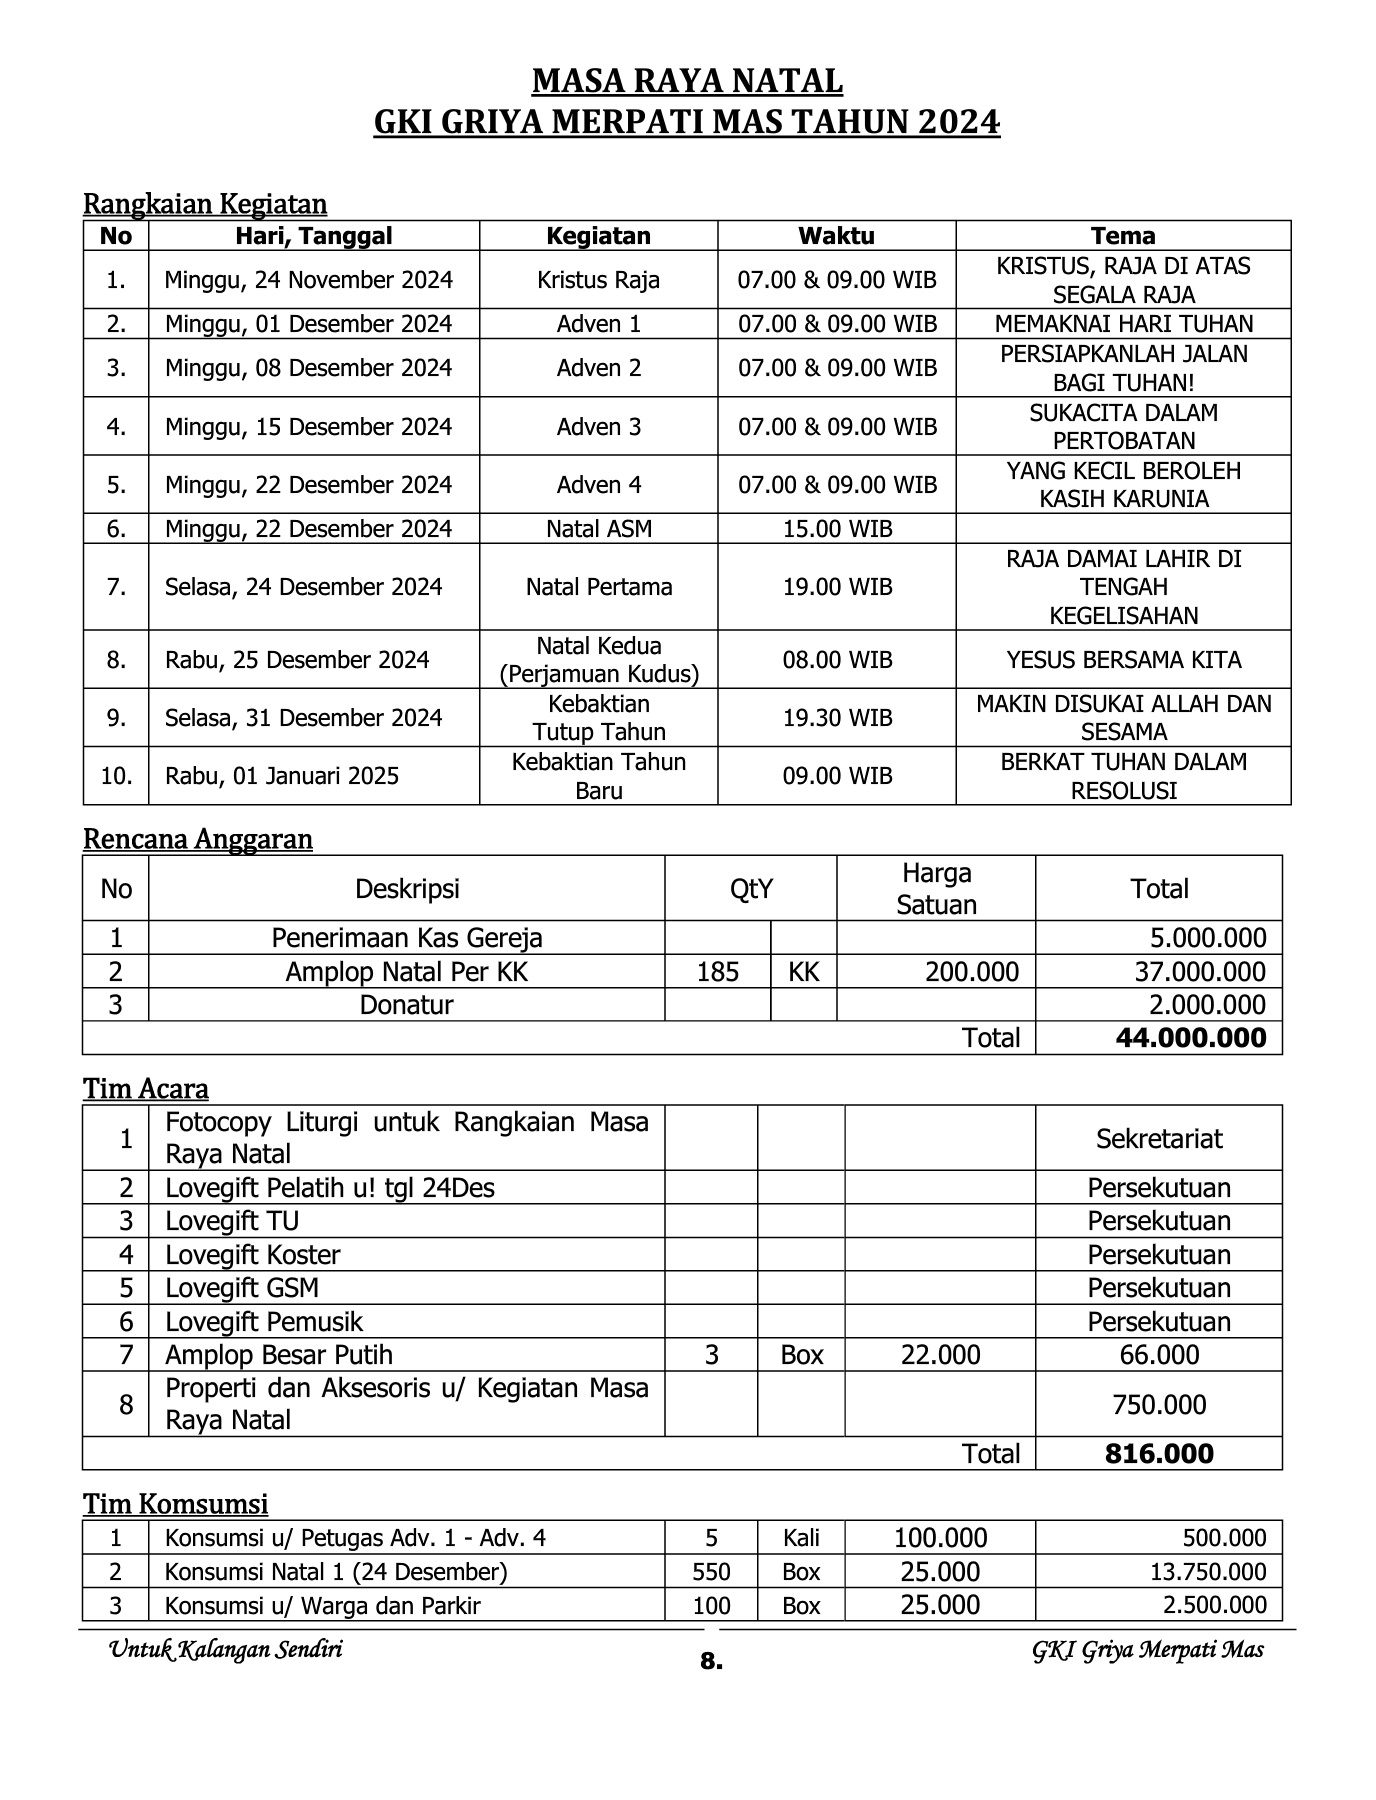 MASA RAYA NATAL
GKI GRIYA MERPATI MAS TAHUN 2024
Rangkaian Kegiatan
No Hari, Tanggal Kegiatan Waktu Tema
1. Minggu, 24 November 2024 Kristus Raja 07.00 & 09.00 WIB KRISTUS, RAJA DI ATAS
SEGALA RAJA
2. Minggu, 01 Desember 2024 Adven 1 07.00 & 09.00 WIB MEMAKNAI HARI TUHAN
3. Minggu, 08 Desember 2024 Adven 2 07.00 & 09.00 WIB PERSIAPKANLAH JALAN
BAGI TUHAN!
4. Minggu, 15 Desember 2024 Adven 3 07.00 & 09.00 WIB SUKACITA DALAM
PERTOBATAN
5. Minggu, 22 Desember 2024 Adven 4 07.00 & 09.00 WIB YANG KECIL BEROLEH
KASIH KARUNIA
6. Minggu, 22 Desember 2024 Natal ASM 15.00 WIB
7. Selasa, 24 Desember 2024 Natal Pertama 19.00 WIB RAJA DAMAI LAHIR DI
TENGAH
KEGELISAHAN
8. Rabu, 25 Desember 2024 Natal Kedua
(Perjamuan Kudus) 08.00 WIB YESUS BERSAMA KITA
9. Selasa, 31 Desember 2024 Kebaktian
Tutup Tahun 19.30 WIB MAKIN DISUKAI ALLAH DAN
SESAMA
10. Rabu, 01 Januari 2025 Kebaktian Tahun
Baru 09.00 WIB BERKAT TUHAN DALAM
RESOLUSI
Rencana Anggaran
No Deskripsi QtY Harga
Satuan Total
1 Penerimaan Kas Gereja 5.000.000
2 Amplop Natal Per KK 185 KK 200.000 37.000.000
3 Donatur 2.000.000
Total 44.000.000
Tim Acara
1 Fotocopy Liturgi untuk Rangkaian Masa
Raya Natal Sekretariat
2 Lovegift Pelatih u! tgl 24Des Persekutuan
3 Lovegift TU Persekutuan
4 Lovegift Koster Persekutuan
5 Lovegift GSM Persekutuan
6 Lovegift Pemusik Persekutuan
7 Amplop Besar Putih 3 Box 22.000 66.000
8 Properti dan Aksesoris u/ Kegiatan Masa
Raya Natal 750.000
Total 816.000
Tim Komsumsi
1 Konsumsi u/ Petugas Adv. 1 - Adv. 4 5 Kali 100.000 500.000
2 Konsumsi Natal 1 (24 Desember) 550 Box 25.000 13.750.000
3 Konsumsi u/ Warga dan Parkir 100 Box 25.000 2.500.000
Untuk Kalangan Sendiri 8. GKI Griya Merpati Mas